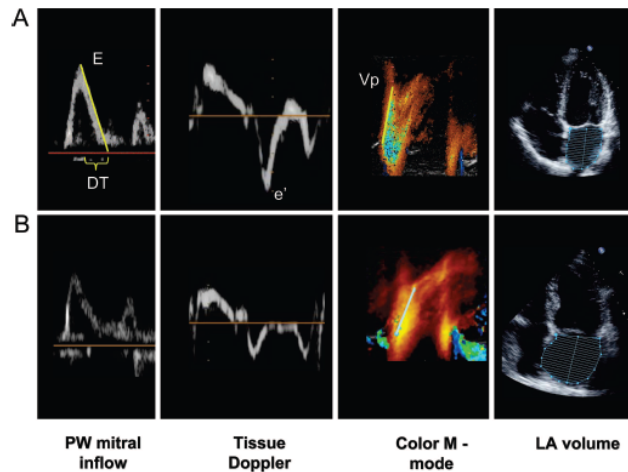 A
E
DT
e'
Vp
B
PW mitral
inflow
Tissue
Doppler
Color M -
mode
LA volume